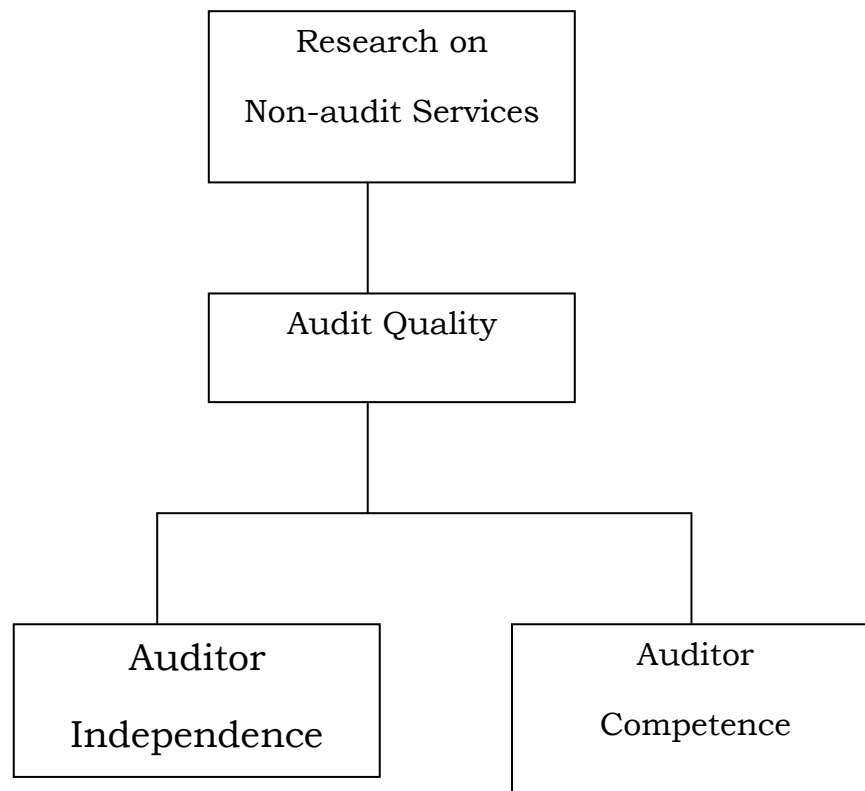 Research on
Non-audit Services
Audit Quality
Auditor
Independence
Auditor
Competence